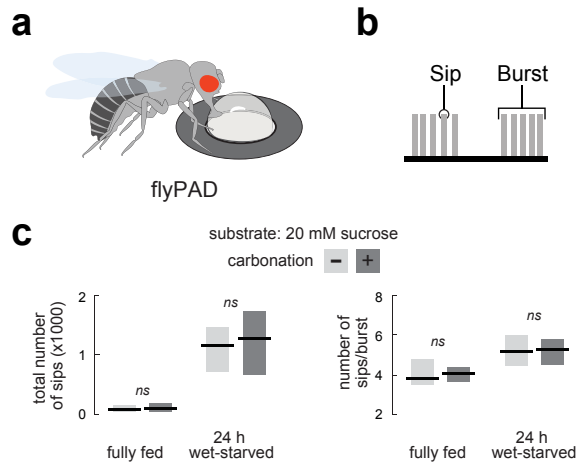 a
flyPAD
b
Sip
Burst
c
substrate: 20 mM sucrose
carbonation - +
total number
of sips (x1000)
2
1
0
ns
ns
fully fed
24 h
wet-starved
number of
sips/burst
8
6
4
2
ns
ns
fully fed
24 h
wet-starved